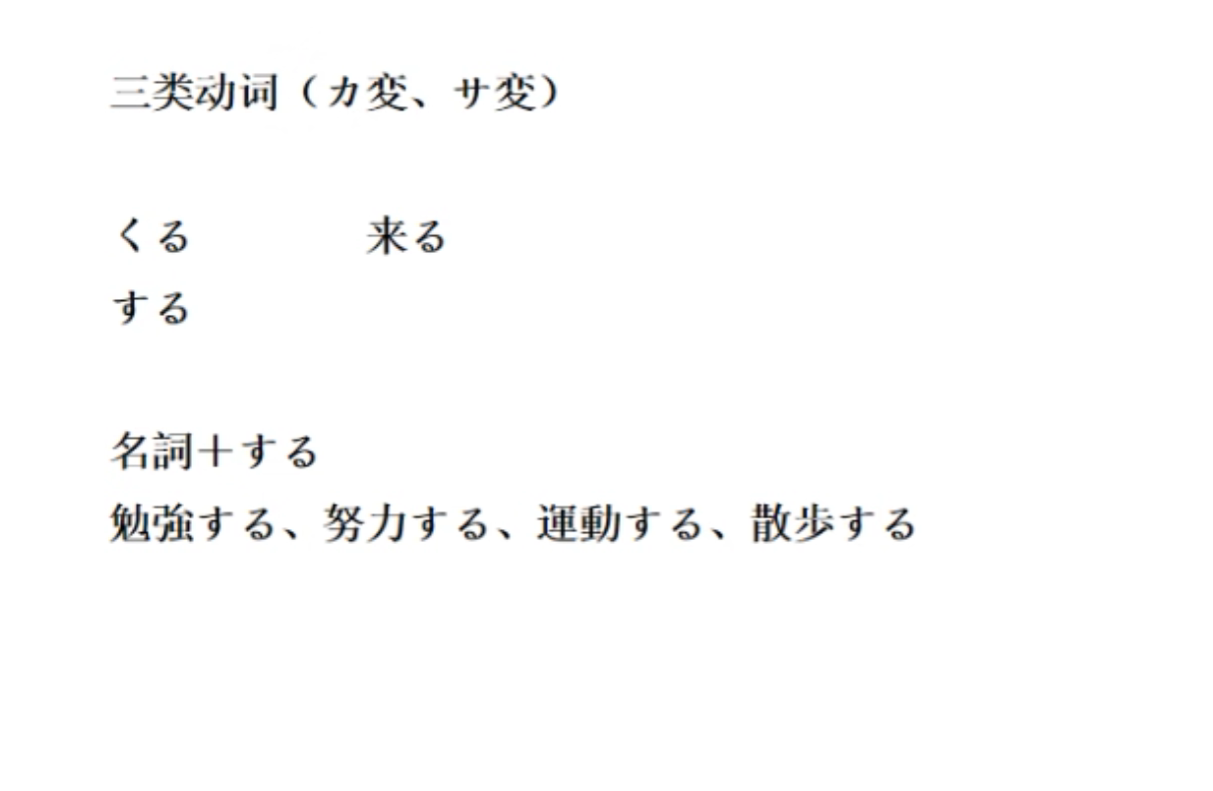 三类动词（カ変、サ変）
くる　　　　来る
する
名詞＋する
勉強する、努力する、運動する、散歩する